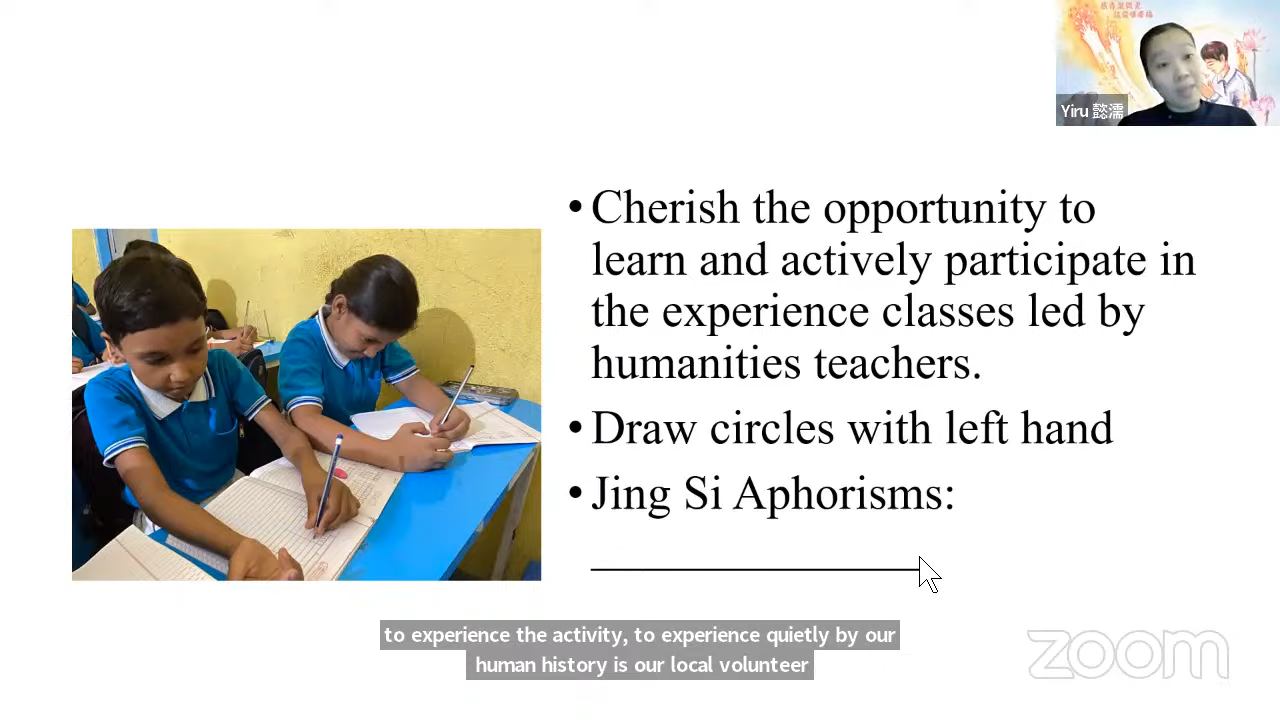 Yiru 懿濡
• Cherish the opportunity to
learn and actively participate in
the experience classes led by
humanities teachers.
• Draw circles with left hand
• Jing Si Aphorisms:
to experience the activity, to experience quietly by our
human history is our local volunteer
zoom